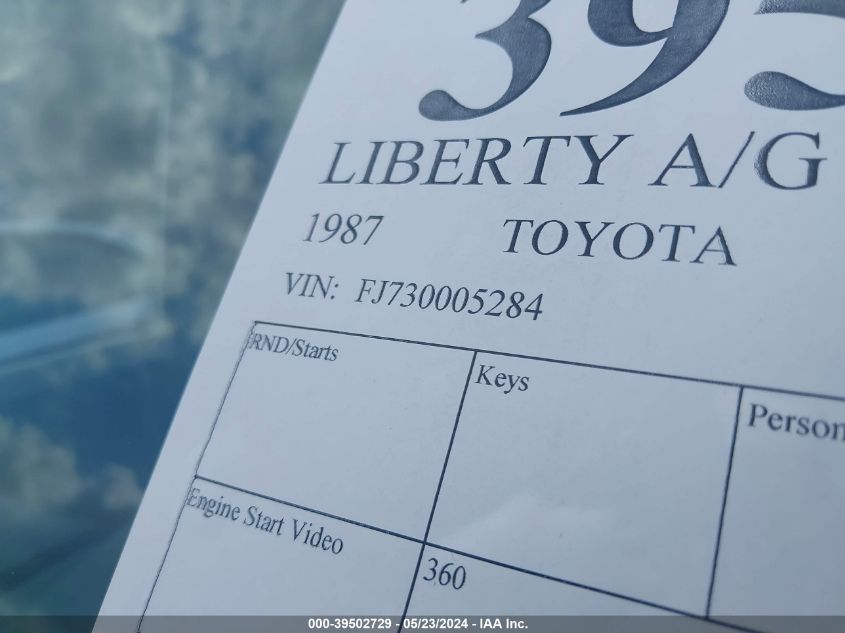 395
LIBERTY A/G
1987 TOYOTA
VIN: FJ730005284
RND/Starts Keys
Engine Start Video 360
000-39502729 - 05/23/2024 - IAA Inc.